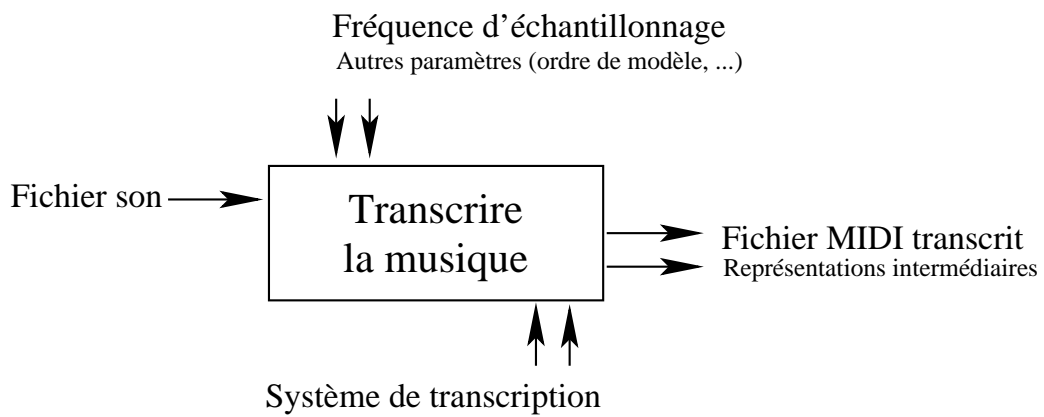 Fréquence d’échantillonnage
Autres paramètres (ordre de modèle, ...)
Fichier son
Transcrire
la musique
Fichier MIDI transcrit
Représentations intermédiaires
Système de transcription